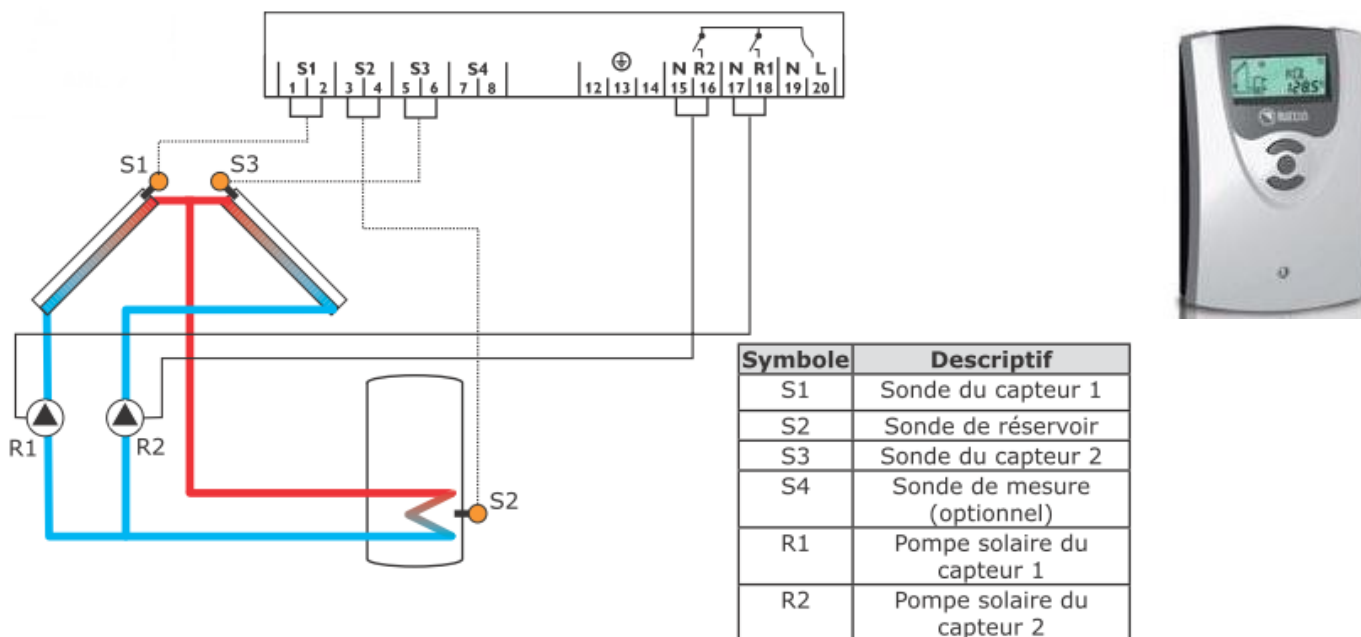 S1 S2 S3 S4 N R2 N R1 N L
1 2 3 4 5 6 7 8 12 13 14 15 16 17 18 19 20
S1 S3
R1 R2
S2
128.5
Symbole Descriptif
S1 Sonde du capteur 1
S2 Sonde de réservoir
S3 Sonde du capteur 2
S4 Sonde de mesure
(optionnel)
R1 Pompe solaire du
capteur 1
R2 Pompe solaire du
capteur 2